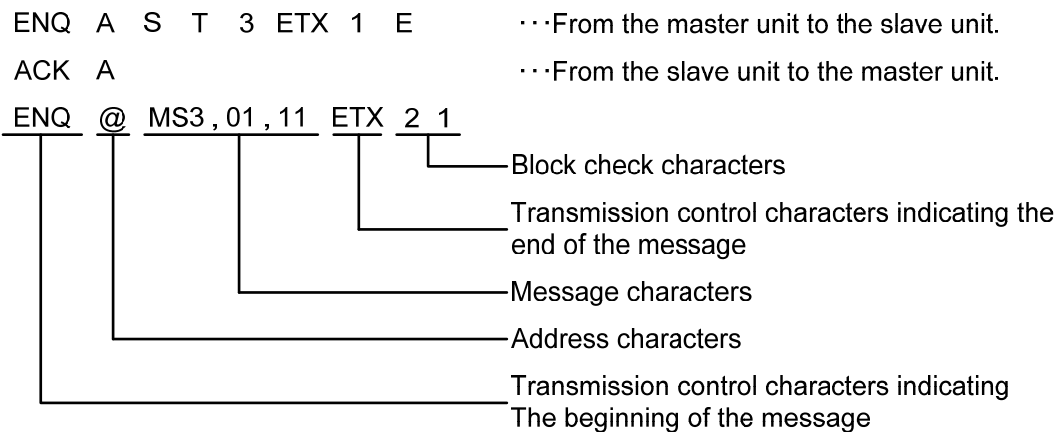 ENQ A S T 3 ETX 1 E ···From the master unit to the slave unit.
ACK A ···From the slave unit to the master unit.
ENQ @ MS3,01,11 ETX 2 1
Block check characters
Transmission control characters indicating the
end of the message
Message characters
Address characters
Transmission control characters indicating
The beginning of the message